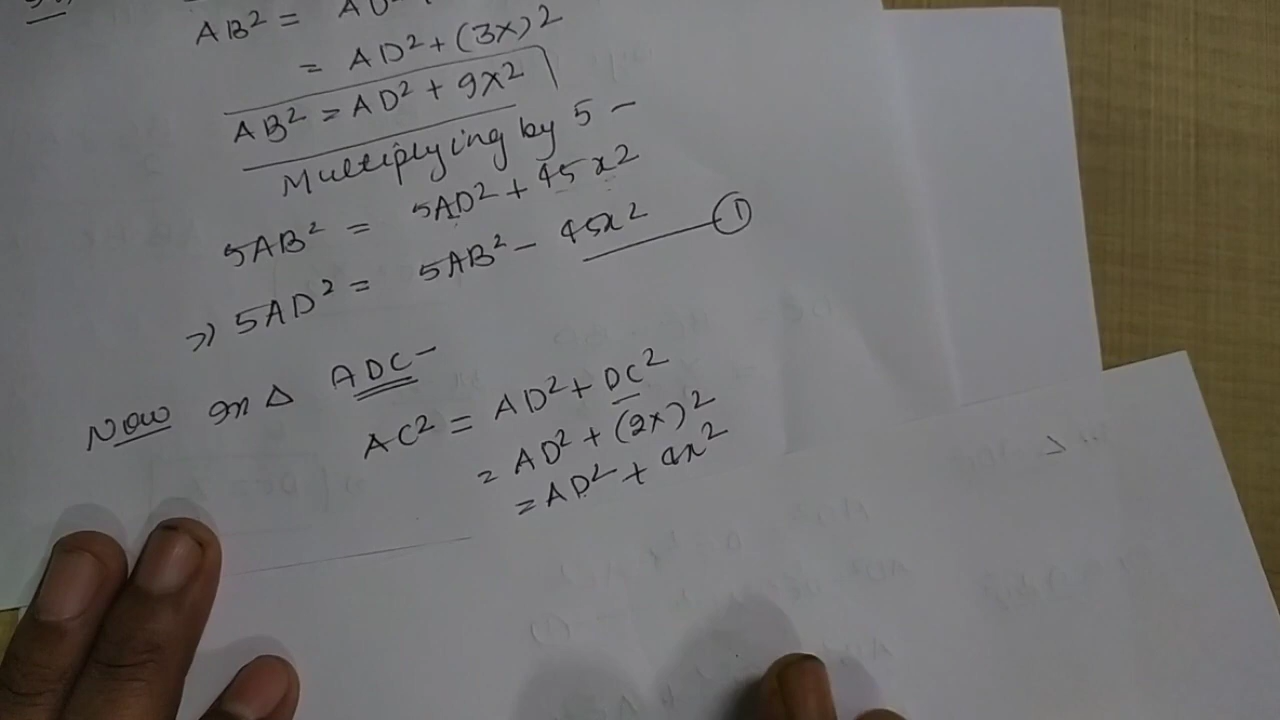 AB² = AD²
= AD² + (3x)²
AB² = AD² + 9x²
Multiplying by 5 -
5AB² = 5AD² + 45x²
⇒ 5AD² = 5AB² - 45x² ①
Now In Δ ADC -
AC² = AD² + DC²
= AD² + (2x)²
= AD² + 4x²